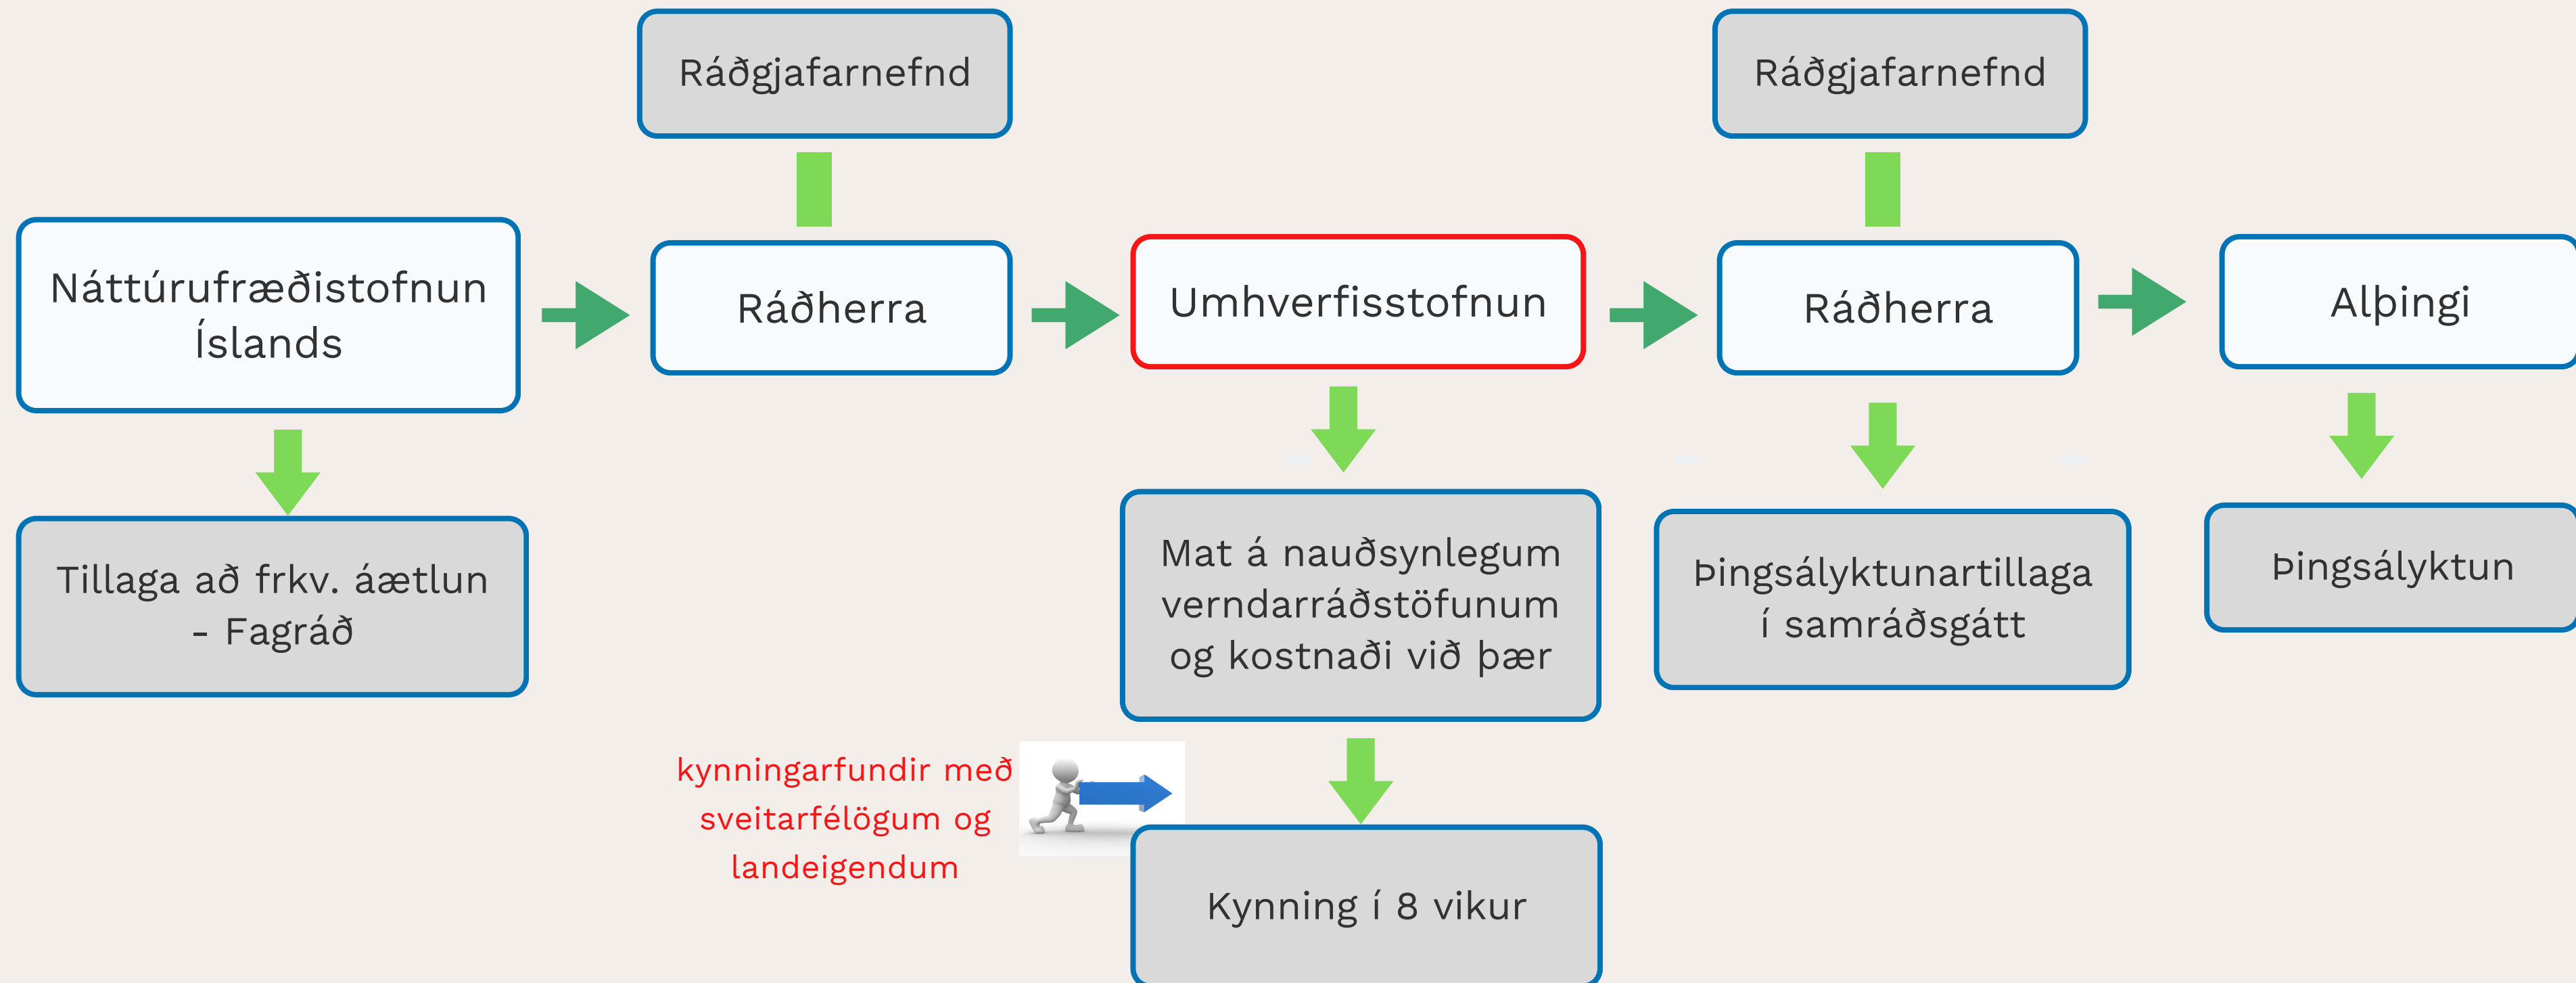 Ráðgjafarnefnd
Ráðgjafarnefnd
Náttúrufræðistofnun
Íslands
Ráðherra
Umhverfisstofnun
Ráðherra
Alþingi
Tillaga að frkv. áætlun
- Fagráð
Mat á nauðsynlegum
verndarráðstöfunum
og kostnaði við þær
Þingsályktunartillaga
í samráðsgátt
Þingsályktun
kynningarfundir með
sveitarfélögum og
landeigendum
Kynning í 8 vikur